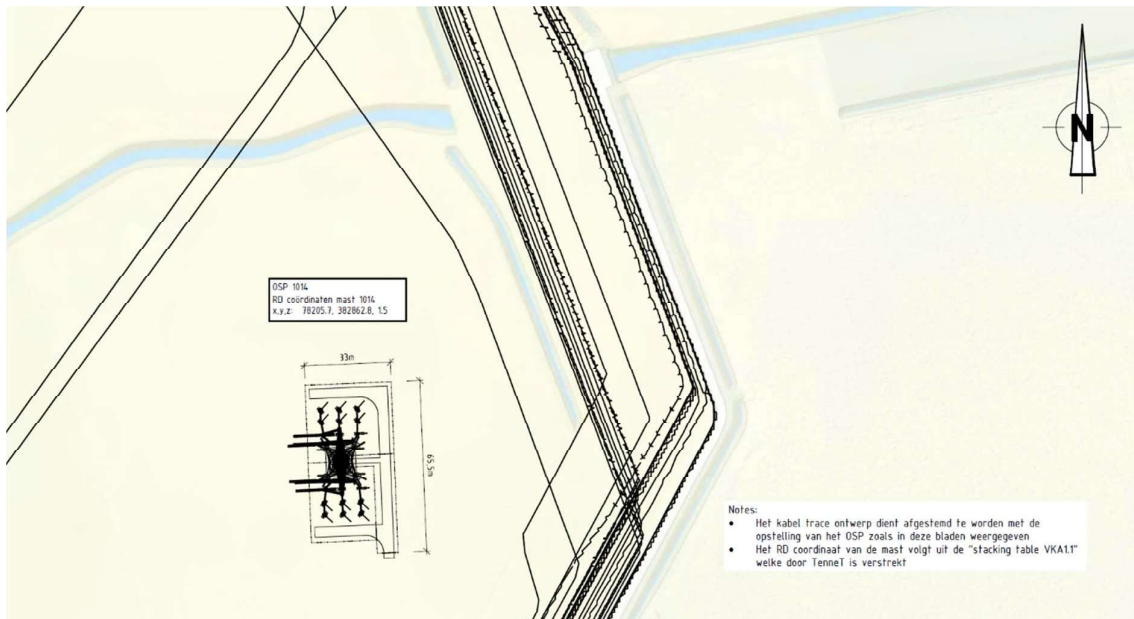 N
OSP 1014
RD coördinaten mast 1014
x,y,z: 78205.7, 382862.8, 1.5
33m
65,5m
Notes:
• Het kabel trace ontwerp dient afgestemd te worden met de
opstelling van het OSP zoals in deze bladen weergegeven
• Het RD coordinaat van de mast volgt uit de "stacking table VKA1.1"
welke door TenneT is verstrekt